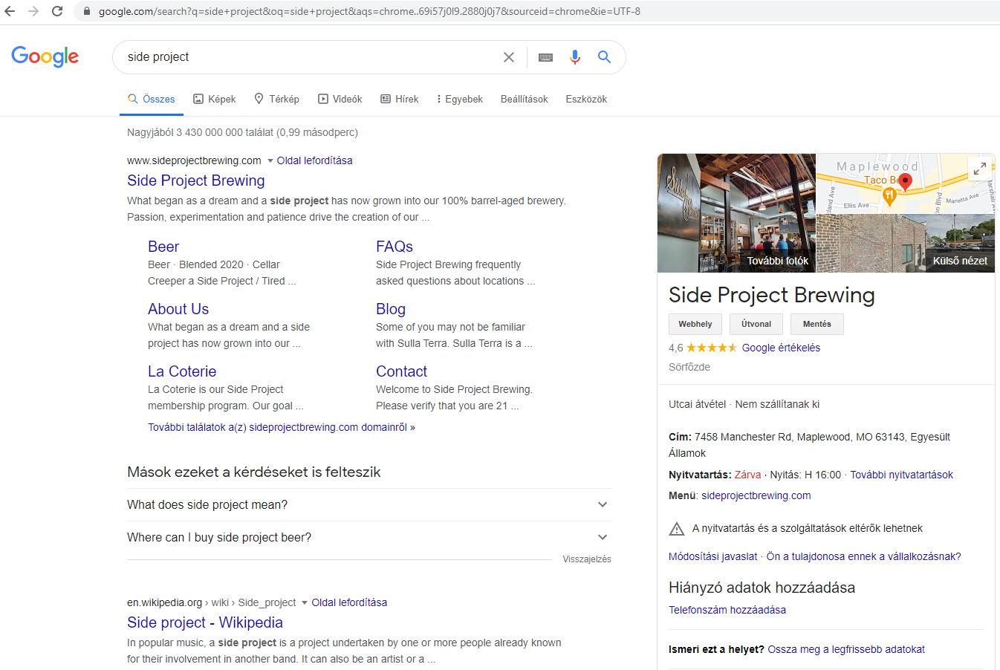 google.com/search?q=side+project&oq=side+project&aqs=chrome..69i57j0l9.2880j0j7&sourceid=chrome&ie=UTF-8
Google
side project
Összes
Képek
Térkép
Videók
Hírek
Egyebek
Beállítások
Eszközök
Nagyjából 3 430 000 000 találat (0,99 másodperc)
www.sideprojectbrewing.com Oldal lefordítása
Side Project Brewing
What began as a dream and a side project has now grown into our 100% barrel-aged brewery.
Passion, experimentation and patience drive the creation of our ...
Beer
Beer · Blended 2020 · Cellar
Creeper a Side Project / Tired ...
FAQs
Side Project Brewing frequently
asked questions about locations ...
About Us
What began as a dream and a side
project has now grown into our ...
Blog
Some of you may not be familiar
with Sulla Terra. Sulla Terra is a ...
La Coterie
La Coterie is our Side Project
membership program. Our goal ...
Contact
Welcome to Side Project Brewing.
Please verify that you are 21 ...
További találatok a(z) sideprojectbrewing.com domainről »
Mások ezeket a kérdéseket is felteszik
What does side project mean?
Where can I buy side project beer?
Visszajelzés
en.wikipedia.org › wiki › Side_project Oldal lefordítása
Side project - Wikipedia
In popular music, a side project is a project undertaken by one or more people already known
for their involvement in another band. It can also be an artist or a ...
Side
További fotók
Maplewood
Taco
Ellis Ave
Marietta Ave
Külső nézet
Side Project Brewing
Webhely
Útvonal
Mentés
4,6 Google értékelés
Sörfőzde
Utcai átvétel · Nem szállítanak ki
Cím: 7458 Manchester Rd, Maplewood, MO 63143, Egyesült
Államok
Nyitvatartás: Zárva · Nyitás: H 16:00 · További nyitvatartások
Menü: sideprojectbrewing.com
A nyitvatartás és a szolgáltatások eltérők lehetnek
Módosítási javaslat · Ön a tulajdonosa ennek a vállalkozásnak?
Hiányzó adatok hozzáadása
Telefonszám hozzáadása
Ismeri ezt a helyet? Ossza meg a legfrissebb adatokat